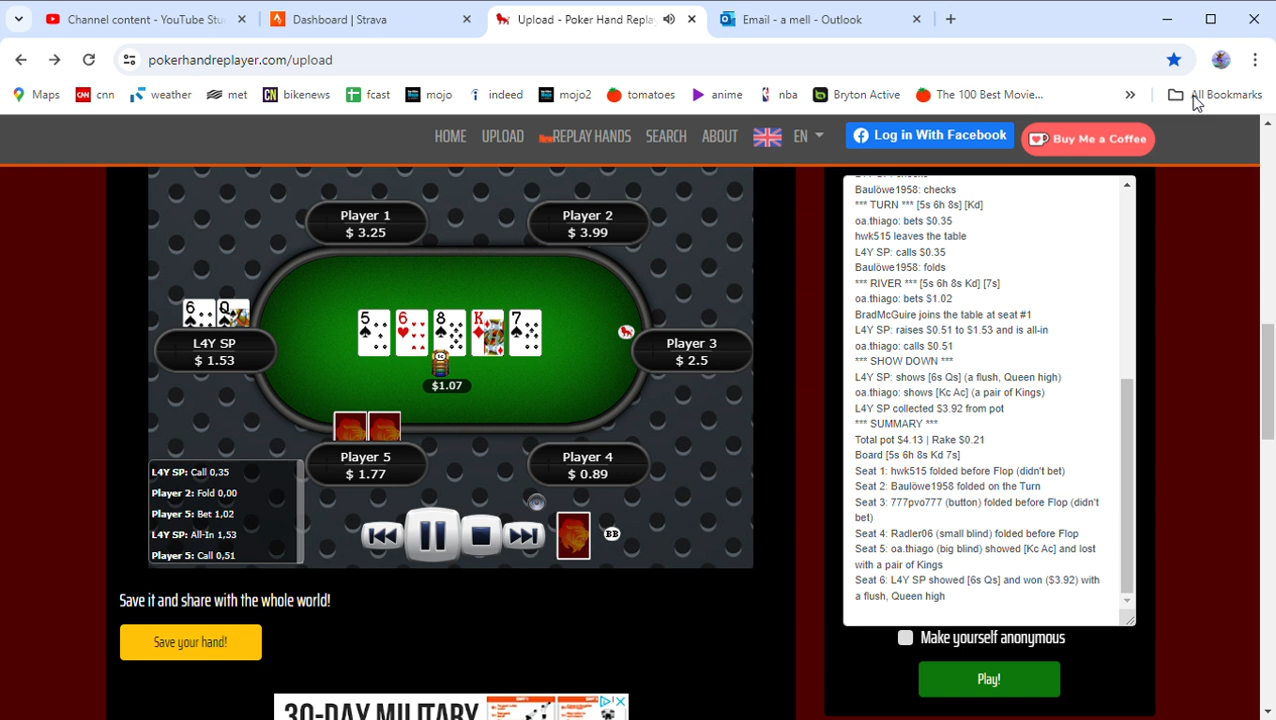 Channel content - YouTube Stu
Dashboard | Strava
Upload - Poker Hand Replay
Email - a mell - Outlook
pokerhandreplayer.com/upload
Maps
cnn
weather
met
bikenews
fcast
mojo
indeed
mojo2
tomatoes
anime
nba
Bryton Active
The 100 Best Movie...
All Bookmarks
HOME
UPLOAD
REPLAY HANDS
SEARCH
ABOUT
EN
Log in With Facebook
Buy Me a Coffee
Player 1
$ 3.25
Player 2
$ 3.99
6 Q
L4Y SP
$ 1.53
5 6 8 K 7
$1.07
Player 3
$ 2.5
Player 5
$ 1.77
Player 4
$ 0.89
L4Y SP: Call 0,35
Player 2: Fold 0,00
Player 5: Bet 1,02
L4Y SP: All-In 1,53
Player 5: Call 0,51
BB
Save it and share with the whole world!
Save your hand!
30-DAY MILITARY
Baulöwe1958: checks
*** TURN *** [5s 6h 8s] [Kd]
oa.thiago: bets $0.35
hwk515 leaves the table
L4Y SP: calls $0.35
Baulöwe1958: folds
*** RIVER *** [5s 6h 8s Kd] [7s]
oa.thiago: bets $1.02
BradMcGuire joins the table at seat #1
L4Y SP: raises $0.51 to $1.53 and is all-in
oa.thiago: calls $0.51
*** SHOW DOWN ***
L4Y SP: shows [6s Qs] (a flush, Queen high)
oa.thiago: shows [Kc Ac] (a pair of Kings)
L4Y SP collected $3.92 from pot
*** SUMMARY ***
Total pot $4.13 | Rake $0.21
Board [5s 6h 8s Kd 7s]
Seat 1: hwk515 folded before Flop (didn't bet)
Seat 2: Baulöwe1958 folded on the Turn
Seat 3: 777pvo777 (button) folded before Flop (didn't
bet)
Seat 4: Radler06 (small blind) folded before Flop
Seat 5: oa.thiago (big blind) showed [Kc Ac] and lost
with a pair of Kings
Seat 6: L4Y SP showed [6s Qs] and won ($3.92) with
a flush, Queen high
Make yourself anonymous
Play!